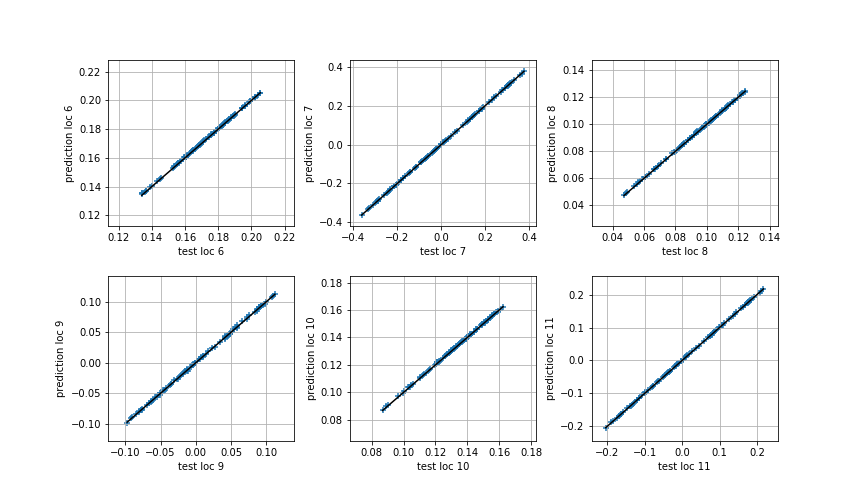 0.22
0.20
0.18
0.16
0.14
0.12
prediction loc 6
0.12 0.14 0.16 0.18 0.20 0.22
test loc 6
0.4
0.2
0.0
−0.2
−0.4
prediction loc 7
−0.4 −0.2 0.0 0.2 0.4
test loc 7
0.14
0.12
0.10
0.08
0.06
0.04
prediction loc 8
0.04 0.06 0.08 0.10 0.12 0.14
test loc 8
0.10
0.05
0.00
−0.05
−0.10
prediction loc 9
−0.10 −0.05 0.00 0.05 0.10
test loc 9
0.18
0.16
0.14
0.12
0.10
0.08
prediction loc 10
0.08 0.10 0.12 0.14 0.16 0.18
test loc 10
0.2
0.1
0.0
−0.1
−0.2
prediction loc 11
−0.2 −0.1 0.0 0.1 0.2
test loc 11